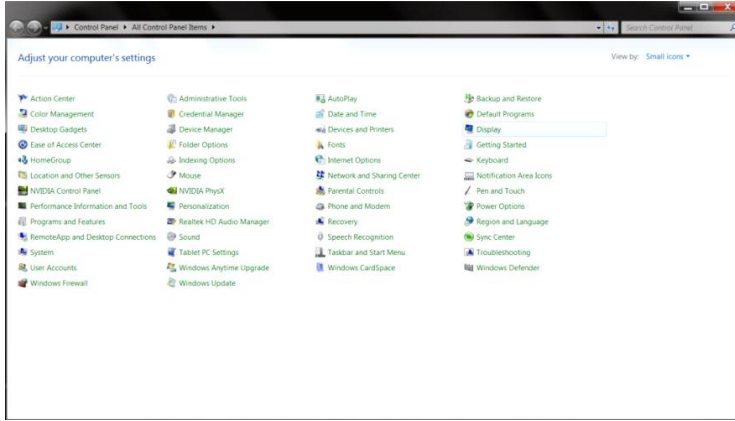 Control Panel All Control Panel Items Search Control Panel
Adjust your computer's settings View by: Small icons
Action Center Administrative Tools AutoPlay Backup and Restore
Color Management Credential Manager Date and Time Default Programs
Desktop Gadgets Device Manager Devices and Printers Display
Ease of Access Center Folder Options Fonts Getting Started
HomeGroup Indexing Options Internet Options Keyboard
Location and Other Sensors Mouse Network and Sharing Center Notification Area Icons
NVIDIA Control Panel NVIDIA PhysX Parental Controls Pen and Touch
Performance Information and Tools Personalization Phone and Modem Power Options
Programs and Features Realtek HD Audio Manager Recovery Region and Language
RemoteApp and Desktop Connections Sound Speech Recognition Sync Center
System Tablet PC Settings Taskbar and Start Menu Troubleshooting
User Accounts Windows Anytime Upgrade Windows CardSpace Windows Defender
Windows Firewall Windows Update